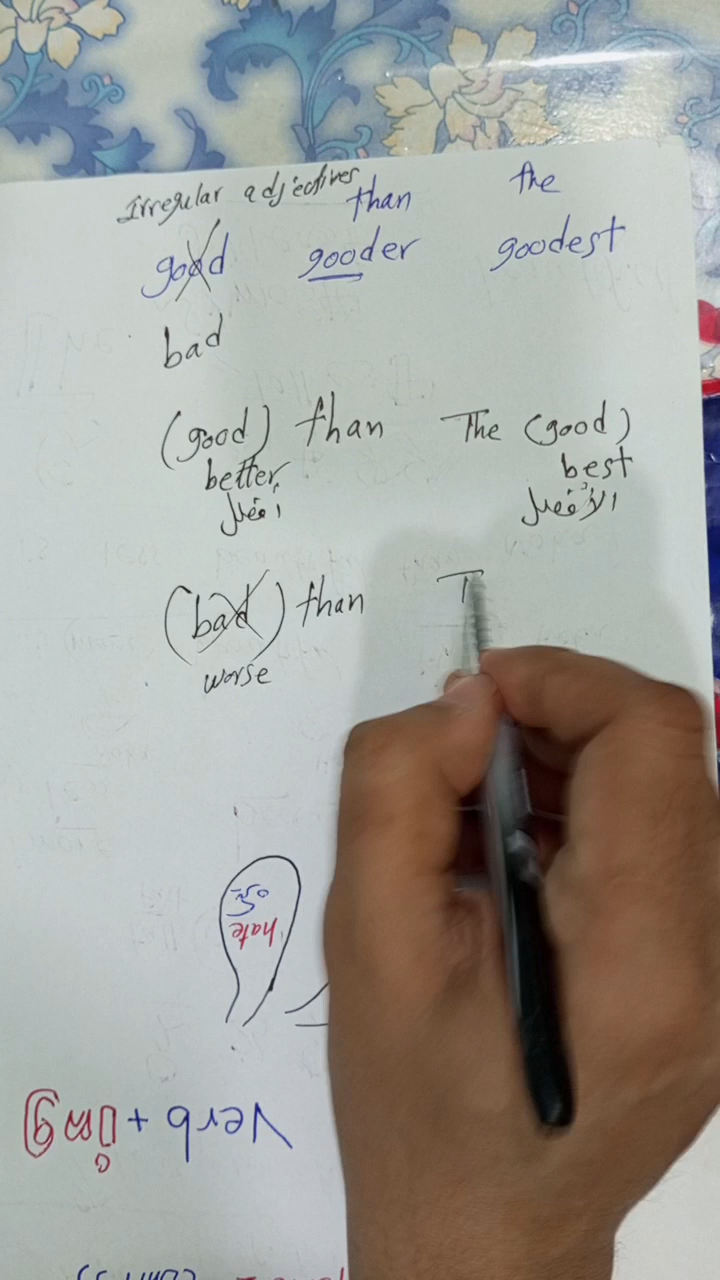 Irregular adjectives
than the
good gooder goodest
bad
(good) than The (good)
better best
أفضل الأفضل
(bad) than T
worse
يكره
hate
Verb + ing